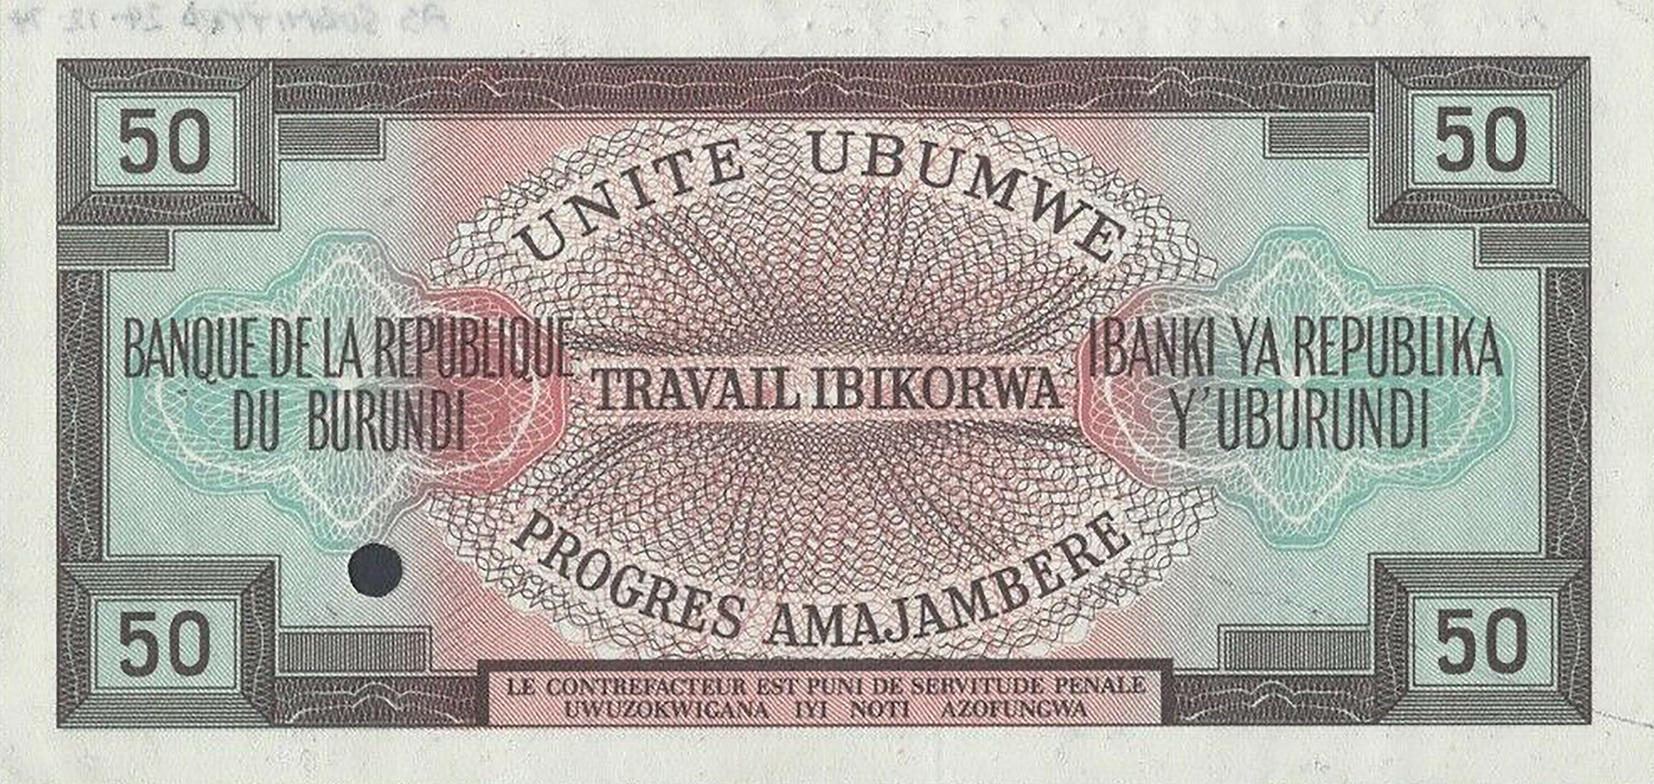 50
50
UNITE UBUMWE
BANQUE DE LA REPUBLIQUE
DU BURUNDI
TRAVAIL IBIKORWA
IBANKI YA REPUBLIKA
Y'UBURUNDI
PROGRES AMAJAMBERE
50
50
LE CONTREFACTEUR EST PUNI DE SERVITUDE PENALE
UWUZOKWIGANA IYI NOTI AZOFUNGWA